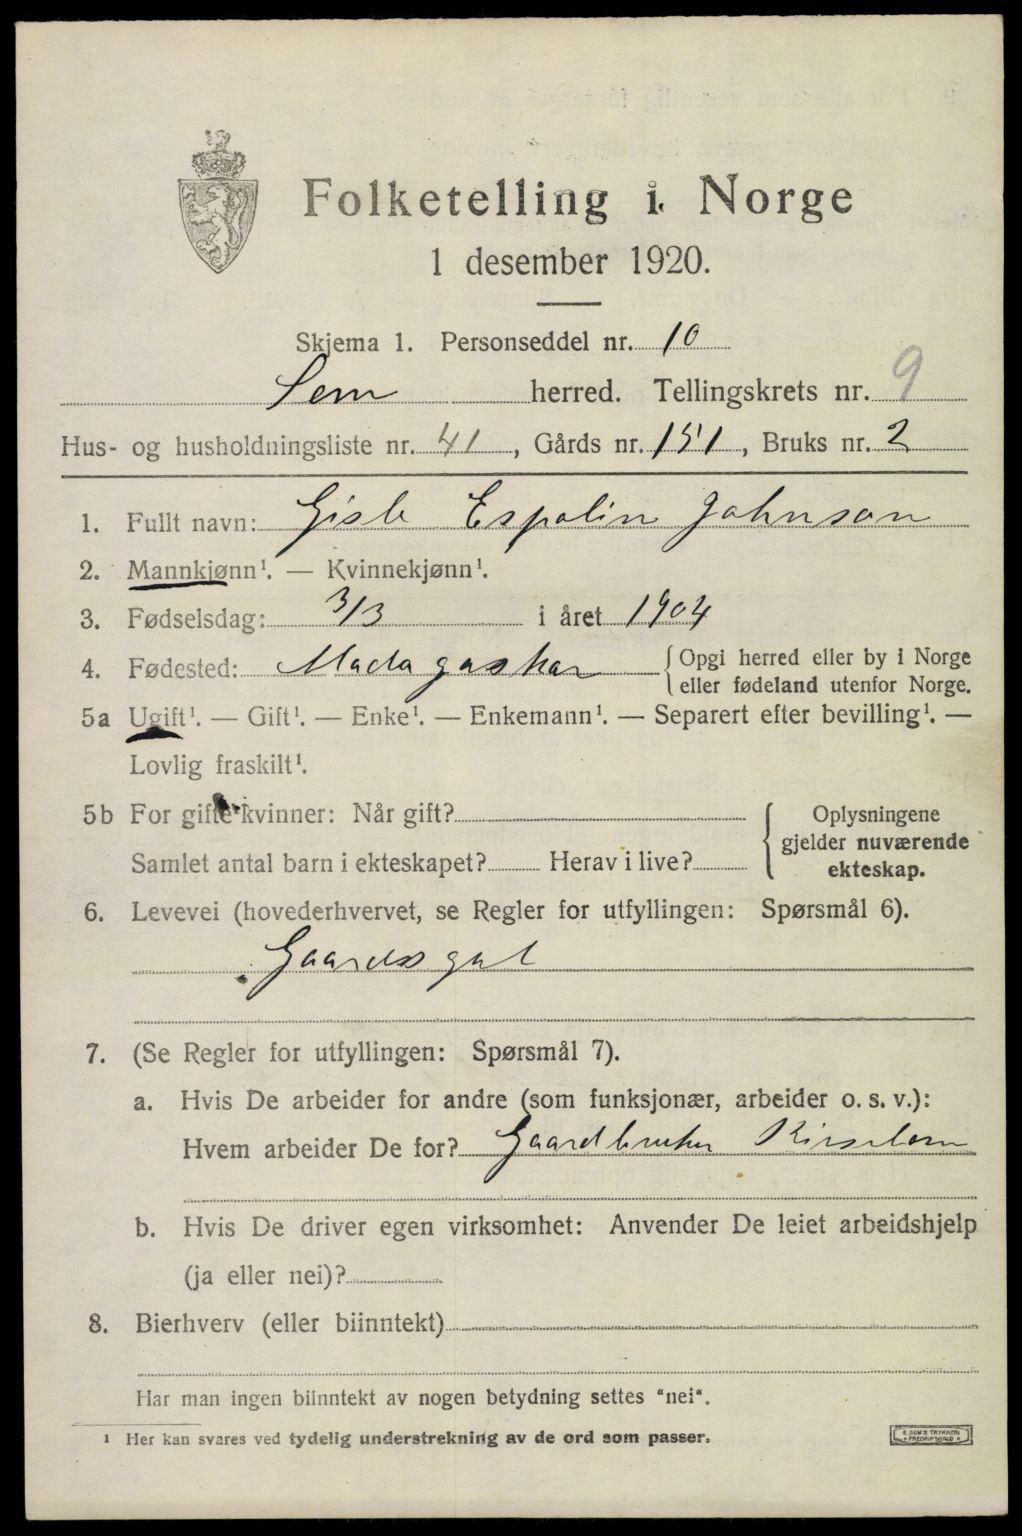 Folketelling i Norge
1 desember 1920.
Skjema 1. Personseddel nr. 10
Sem herred. Tellingskrets nr. 9
Hus- og husholdningsliste nr. 41, Gårds nr. 151, Bruks nr. 2
1. Fullt navn: Gisle Espolin Johnson
2. Mannkjønn¹. — Kvinnekjønn¹.
3. Fødselsdag: 3/3 i året 1904
4. Fødested: Madagaskar { Opgi herred eller by i Norge
eller fødeland utenfor Norge.
5a Ugift¹. — Gift¹. — Enke¹. — Enkemann¹. — Separert efter bevilling¹. —
Lovlig fraskilt¹.
5b For gifte kvinner: Når gift?
Samlet antal barn i ekteskapet? Herav i live?
{ Oplysningene
gjelder nuværende
ekteskap.
6. Levevei (hovederhvervet, se Regler for utfyllingen: Spørsmål 6).
Gaardsgut
7. (Se Regler for utfyllingen: Spørsmål 7).
a. Hvis De arbeider for andre (som funksjonær, arbeider o. s. v.):
Hvem arbeider De for? Gaardbruker
b. Hvis De driver egen virksomhet: Anvender De leiet arbeidshjelp
(ja eller nei)?
8. Bierhverv (eller biinntekt)
Har man ingen biinntekt av nogen betydning settes "nei".
¹ Her kan svares ved tydelig understrekning av de ord som passer.
E. SEM'S TRYKKERI
FREDRIKSHALD